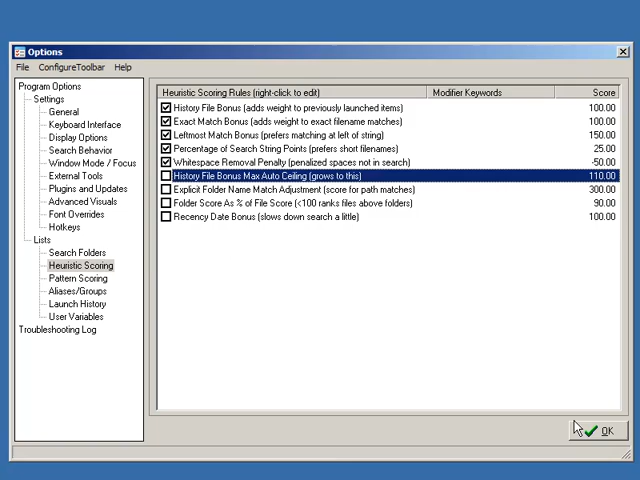 Options
File ConfigureToolbar Help
Program Options
Settings
General
Keyboard Interface
Display Options
Search Behavior
Window Mode / Focus
External Tools
Plugins and Updates
Advanced Visuals
Font Overrides
Hotkeys
Lists
Search Folders
Heuristic Scoring
Pattern Scoring
Aliases/Groups
Launch History
User Variables
Troubleshooting Log
Heuristic Scoring Rules (right-click to edit) Modifier Keywords Score
History File Bonus (adds weight to previously launched items) 100.00
Exact Match Bonus (adds weight to exact filename matches) 100.00
Leftmost Match Bonus (prefers matching at left of string) 150.00
Percentage of Search String Points (prefers short filenames) 25.00
Whitespace Removal Penalty (penalized spaces not in search) -50.00
History File Bonus Max Auto Ceiling (grows to this) 110.00
Explicit Folder Name Match Adjustment (score for path matches) 300.00
Folder Score As % of File Score (<100 ranks files above folders) 90.00
Recency Date Bonus (slows down search a little) 100.00
OK